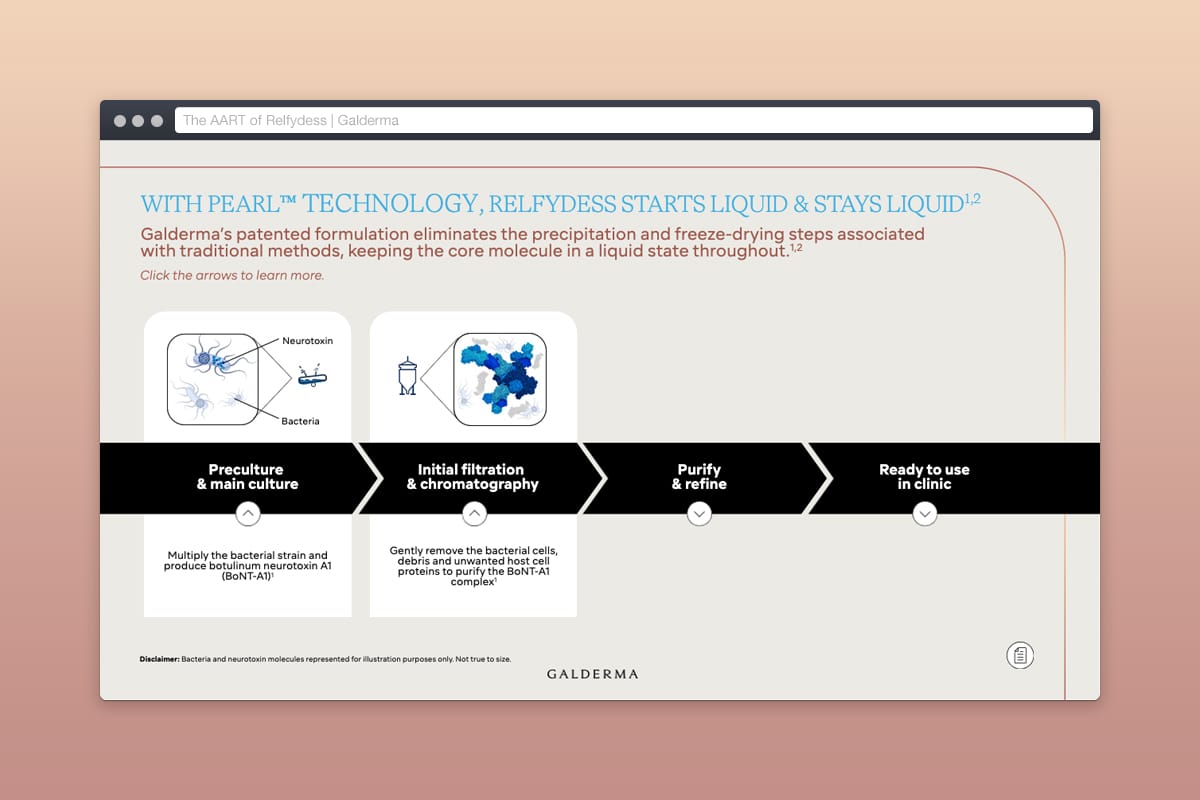 The AART of Relfydess | Galderma
WITH PEARL™ TECHNOLOGY, RELFYDESS STARTS LIQUID & STAYS LIQUID1,2
Galderma's patented formulation eliminates the precipitation and freeze-drying steps associated
with traditional methods, keeping the core molecule in a liquid state throughout.1,2
Click the arrows to learn more.
Neurotoxin
Bacteria
Preculture
& main culture
Initial filtration
& chromatography
Purify
& refine
Ready to use
in clinic
Multiply the bacterial strain and
produce botulinum neurotoxin A1
(BoNT-A1)1
Gently remove the bacterial cells,
debris and unwanted host cell
proteins to purify the BoNT-A1
complex1
Disclaimer: Bacteria and neurotoxin molecules represented for illustration purposes only. Not true to size.
GALDERMA